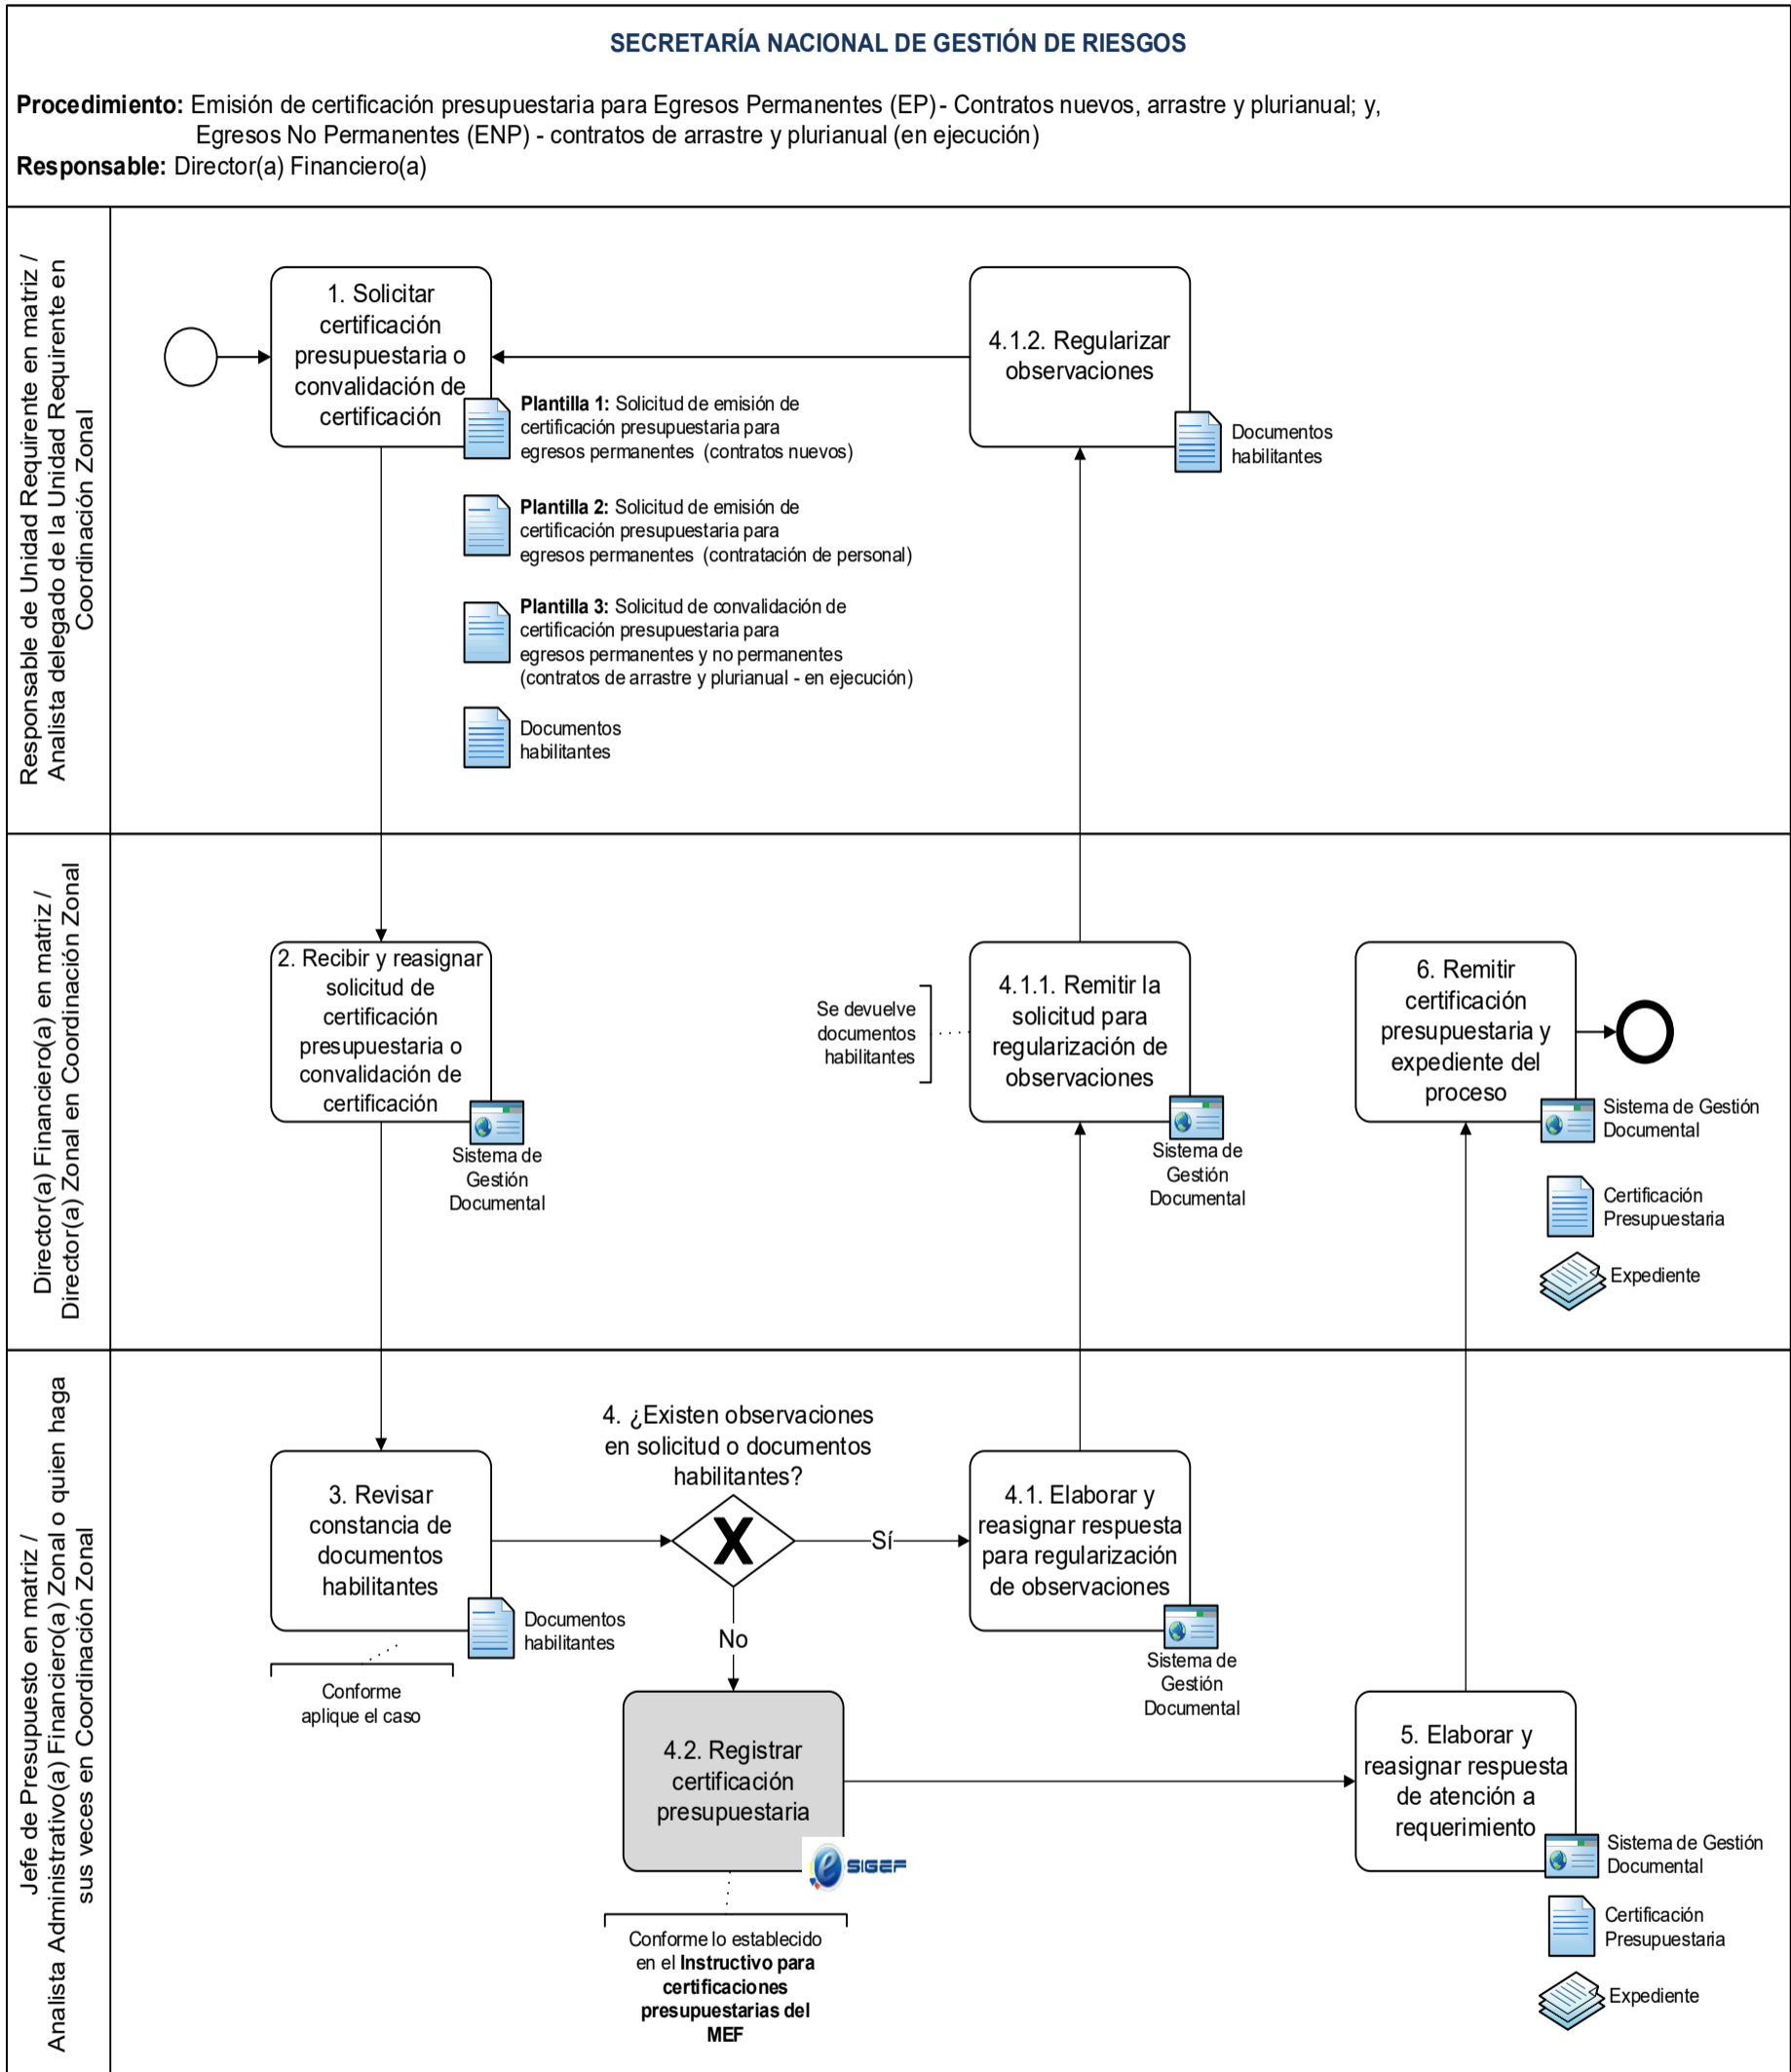 SECRETARÍA NACIONAL DE GESTIÓN DE RIESGOS
Procedimiento: Emisión de certificación presupuestaria para Egresos Permanentes (EP) - Contratos nuevos, arrastre y plurianual; y,
Egresos No Permanentes (ENP) - contratos de arrastre y plurianual (en ejecución)
Responsable: Director(a) Financiero(a)
Responsable de Unidad Requirente en matriz /
Analista delegado de la Unidad Requirente en
Coordinación Zonal
1. Solicitar
certificación
presupuestaria o
convalidación de
certificación
Plantilla 1: Solicitud de emisión de
certificación presupuestaria para
egresos permanentes (contratos nuevos)
Plantilla 2: Solicitud de emisión de
certificación presupuestaria para
egresos permanentes (contratación de personal)
Plantilla 3: Solicitud de convalidación de
certificación presupuestaria para
egresos permanentes y no permanentes
(contratos de arrastre y plurianual - en ejecución)
Documentos
habilitantes
4.1.2. Regularizar
observaciones
Documentos
habilitantes
Director(a) Financiero(a) en matriz /
Director(a) Zonal en Coordinación Zonal
2. Recibir y reasignar
solicitud de
certificación
presupuestaria o
convalidación de
certificación
Sistema de
Gestión
Documental
Se devuelve
documentos
habilitantes
4.1.1. Remitir la
solicitud para
regularización de
observaciones
Sistema de
Gestión
Documental
6. Remitir
certificación
presupuestaria y
expediente del
proceso
Sistema de Gestión
Documental
Certificación
Presupuestaria
Expediente
Jefe de Presupuesto en matriz /
Analista Administrativo(a) Financiero(a) Zonal o quien haga
sus veces en Coordinación Zonal
3. Revisar
constancia de
documentos
habilitantes
Documentos
habilitantes
Conforme
aplique el caso
4. ¿Existen observaciones
en solicitud o documentos
habilitantes?
X
Sí
No
4.1. Elaborar y
reasignar respuesta
para regularización
de observaciones
Sistema de
Gestión
Documental
4.2. Registrar
certificación
presupuestaria
e SIGEF
Conforme lo establecido
en el Instructivo para
certificaciones
presupuestarias del
MEF
5. Elaborar y
reasignar respuesta
de atención a
requerimiento
Sistema de Gestión
Documental
Certificación
Presupuestaria
Expediente